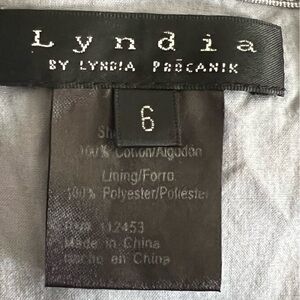 Lyndia
BY LYNDIA PRŌCANIK
6
100% Cotton/Algodon
Lining/Forro
100% Polyester/Poliester
RN# 112453
Made in China
Hecho en China